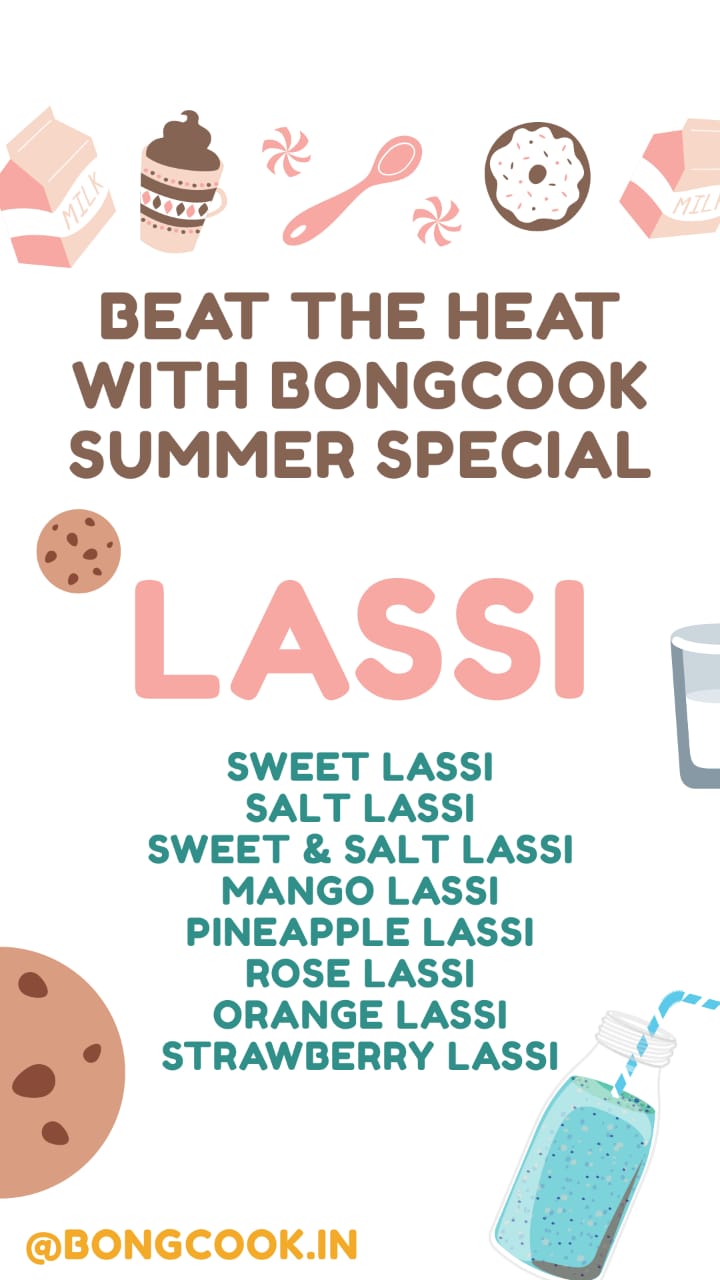 MILK
MILK
BEAT THE HEAT
WITH BONGCOOK
SUMMER SPECIAL
LASSI
SWEET LASSI
SALT LASSI
SWEET & SALT LASSI
MANGO LASSI
PINEAPPLE LASSI
ROSE LASSI
ORANGE LASSI
STRAWBERRY LASSI
@BONGCOOK.IN